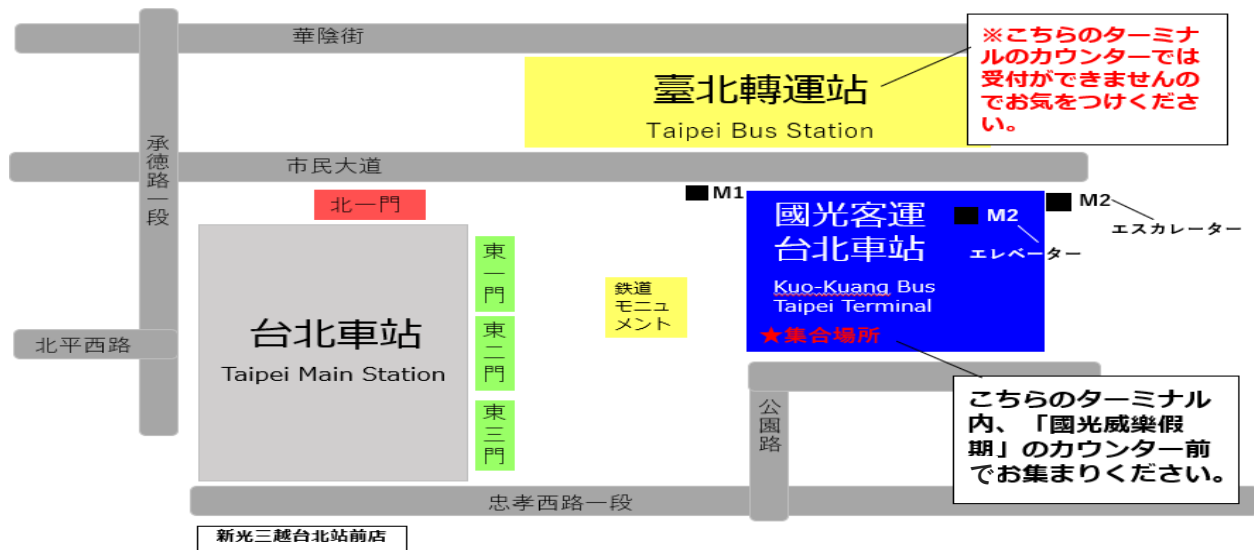 華陰街
※こちらのターミナ
ルのカウンターでは
受付ができませんの
でお気をつけくださ
い。
臺北轉運站
Taipei Bus Station
承德路一段
市民大道
北一門
M1
國光客運
台北車站
M2
M2
エスカレーター
エレベーター
Kuo-Kuang Bus
Taipei Terminal
★集合場所
東一門
鉄道
モニュ
メント
台北車站
Taipei Main Station
東二門
北平西路
東三門
公園路
こちらのターミナル
内、「國光威樂假
期」のカウンター前
でお集まりください。
忠孝西路一段
新光三越台北站前店